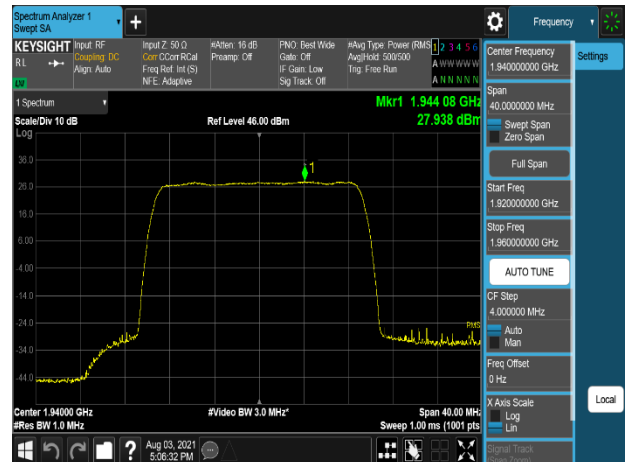 Spectrum Analyzer 1
Swept SA
Frequency
KEYSIGHT
RL
LW
Input: RF
Coupling: DC
Align: Auto
Input Z: 50 Ω
Corr CCorr RCal
Freq Ref: Int (S)
NFE: Adaptive
#Atten: 16 dB
Preamp: Off
PNO: Best Wide
Gate: Off
IF Gain: Low
Sig Track: Off
#Avg Type: Power (RMS
Avg|Hold: 500/500
Trig: Free Run
1 2 3 4 5 6
A W W W W W
A N N N N N
1 Spectrum
Mkr1 1.944 08 GHz
Scale/Div 10 dB
Ref Level 46.00 dBm
27.938 dBm
Log
1
36.0
26.0
16.0
6.00
-4.00
-14.0
-24.0
RMS
-34.0
-44.0
Center 1.94000 GHz
#Video BW 3.0 MHz*
Span 40.00 MHz
#Res BW 1.0 MHz
Sweep 1.00 ms (1001 pts
Aug 03, 2021
5:06:32 PM
Center Frequency
1.940000000 GHz
Settings
Span
40.0000000 MHz
Swept Span
Zero Span
Full Span
Start Freq
1.920000000 GHz
Stop Freq
1.960000000 GHz
AUTO TUNE
CF Step
4.000000 MHz
Auto
Man
Freq Offset
0 Hz
X Axis Scale
Log
Lin
Local
Signal Track
(Span Zoom)